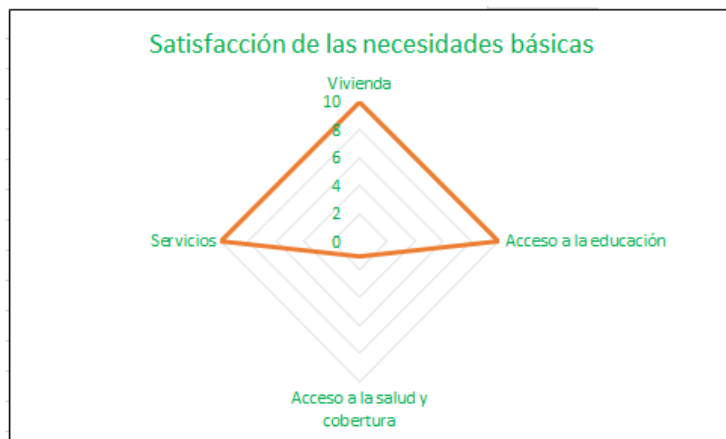 Satisfacción de las necesidades básicas
Vivienda
10
8
6
4
2
0
Servicios
Acceso a la educación
Acceso a la salud y
cobertura